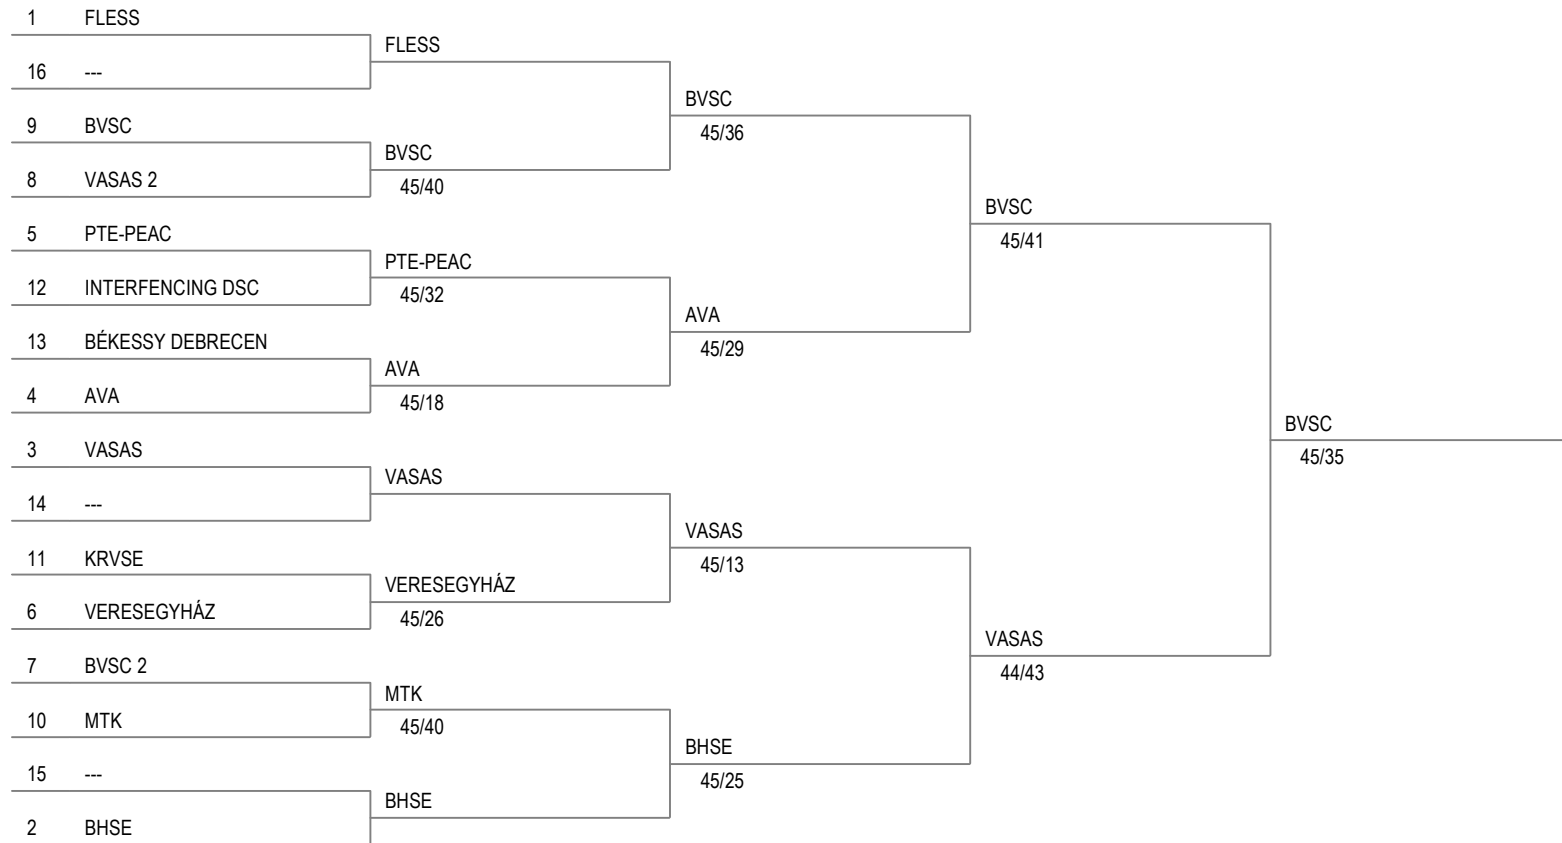 1 FLESS
FLESS
16 ---
BVSC
45/36
9 BVSC
BVSC
45/40
8 VASAS 2
BVSC
45/41
5 PTE-PEAC
PTE-PEAC
45/32
12 INTERFENCING DSC
AVA
45/29
13 BÉKESSY DEBRECEN
AVA
45/18
4 AVA
BVSC
45/35
3 VASAS
VASAS
14 ---
VASAS
45/13
11 KRVSE
VERESEGYHÁZ
45/26
6 VERESEGYHÁZ
VASAS
44/43
7 BVSC 2
MTK
45/40
10 MTK
BHSE
45/25
15 ---
BHSE
2 BHSE